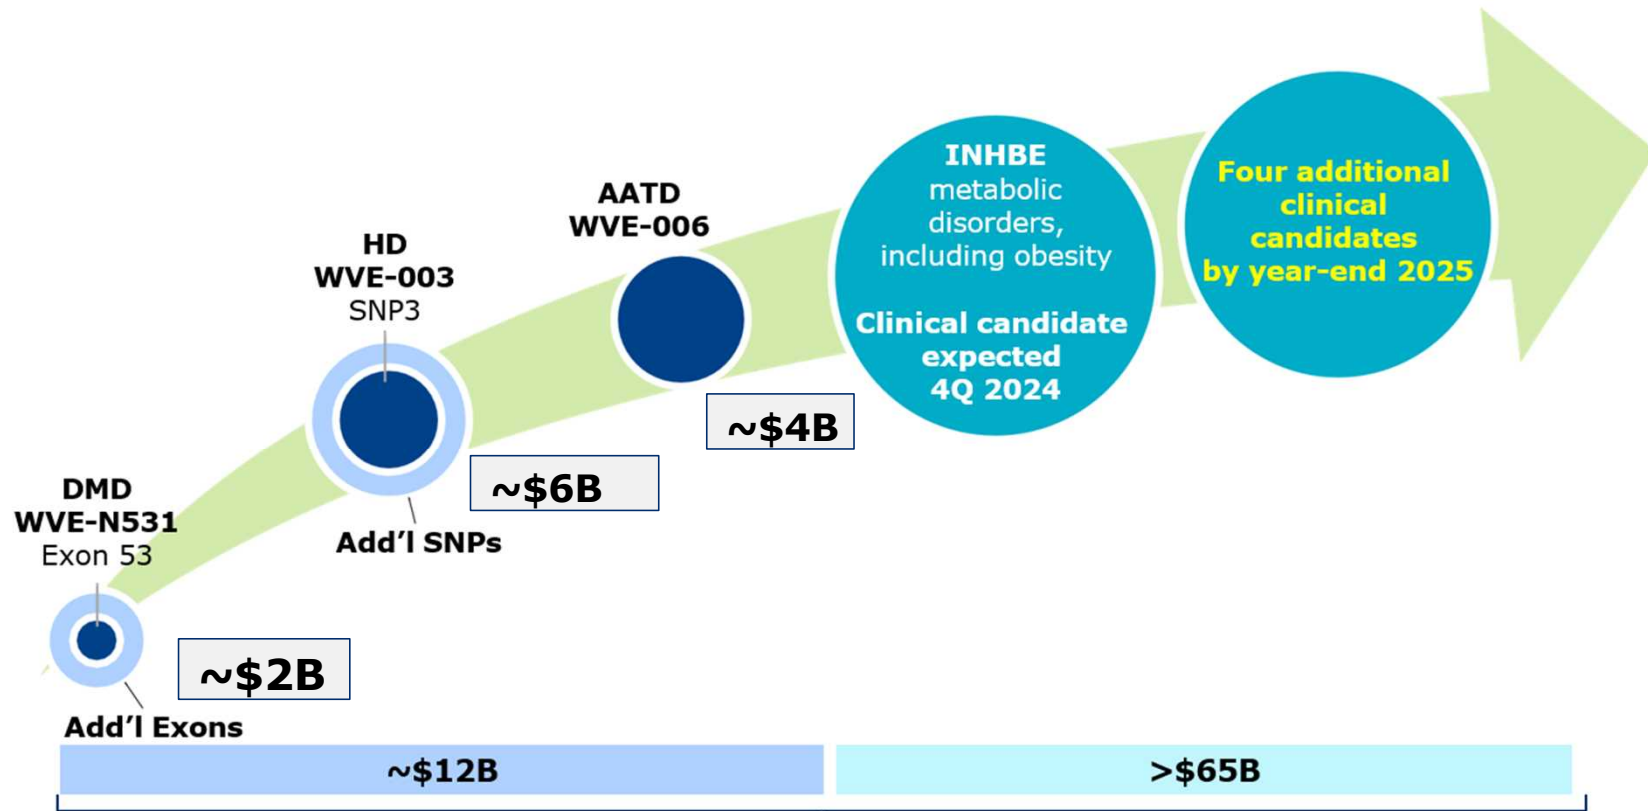 DMD
WVE-N531
Exon 53
Add’l Exons
~$2B
HD
WVE-003
SNP3
Add’l SNPs
~$6B
AATD
WVE-006
~$4B
INHBE
metabolic
disorders,
including obesity
Clinical candidate
expected
4Q 2024
Four additional
clinical
candidates
by year-end 2025
~$12B
>$65B